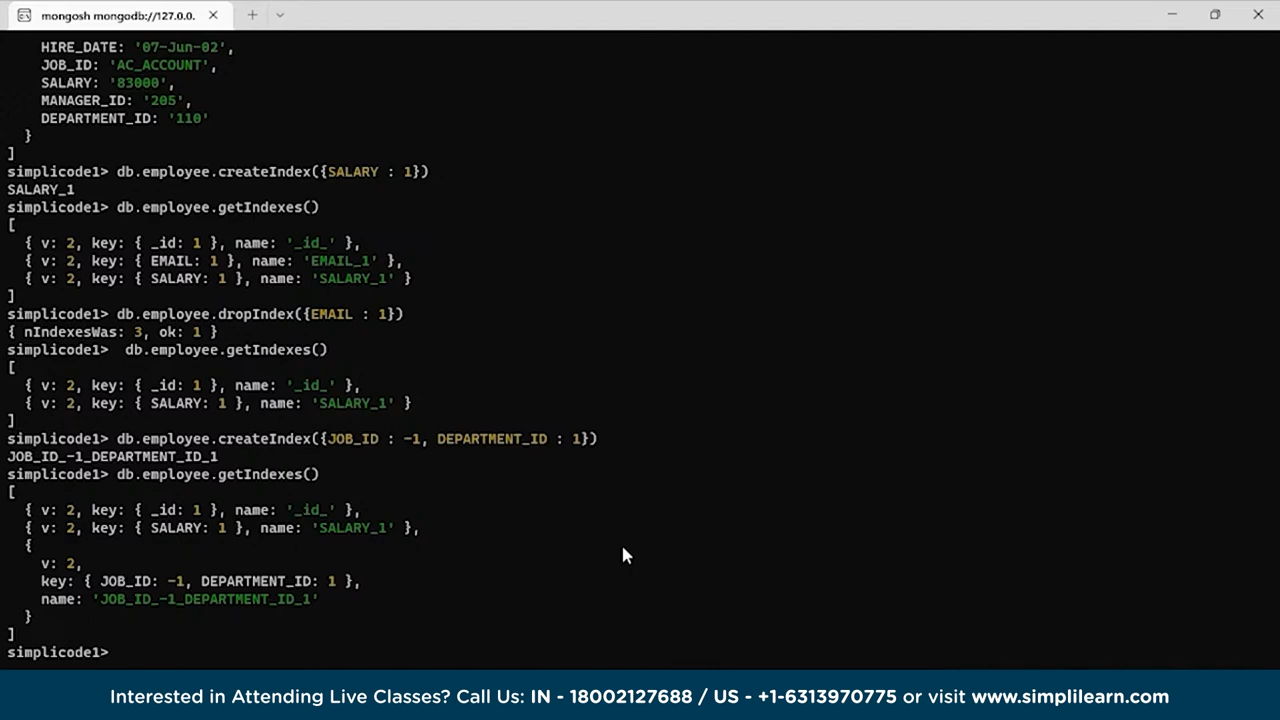 mongosh mongodb://127.0.0.
HIRE_DATE: '07-Jun-02',
JOB_ID: 'AC_ACCOUNT',
SALARY: '83000',
MANAGER_ID: '205',
DEPARTMENT_ID: '110'
}
]
simplicode1> db.employee.createIndex({SALARY : 1})
SALARY_1
simplicode1> db.employee.getIndexes()
[
{ v: 2, key: { _id: 1 }, name: '_id_' },
{ v: 2, key: { EMAIL: 1 }, name: 'EMAIL_1' },
{ v: 2, key: { SALARY: 1 }, name: 'SALARY_1' }
]
simplicode1> db.employee.dropIndex({EMAIL : 1})
{ nIndexesWas: 3, ok: 1 }
simplicode1>  db.employee.getIndexes()
[
{ v: 2, key: { _id: 1 }, name: '_id_' },
{ v: 2, key: { SALARY: 1 }, name: 'SALARY_1' }
]
simplicode1> db.employee.createIndex({JOB_ID : -1, DEPARTMENT_ID : 1})
JOB_ID_-1_DEPARTMENT_ID_1
simplicode1> db.employee.getIndexes()
[
{ v: 2, key: { _id: 1 }, name: '_id_' },
{ v: 2, key: { SALARY: 1 }, name: 'SALARY_1' },
{
v: 2,
key: { JOB_ID: -1, DEPARTMENT_ID: 1 },
name: 'JOB_ID_-1_DEPARTMENT_ID_1'
}
]
simplicode1>
Interested in Attending Live Classes? Call Us: IN - 18002127688 / US - +1-6313970775 or visit www.simplilearn.com